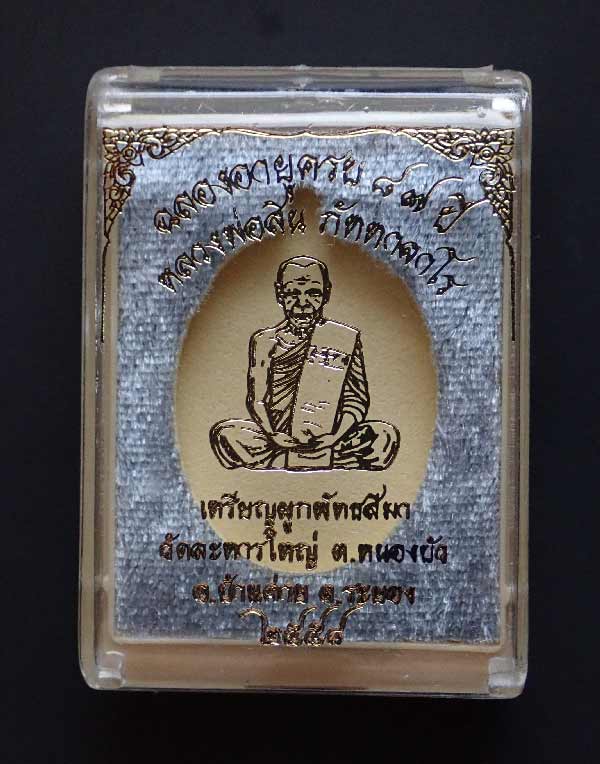 ฉลองอายุครบ ๘๗ ปี
หลวงพ่อสิน ภัททาจาโร
เหรียญผูกพัทธสีมา
วัดละหารใหญ่ ต.หนองบัว
อ.บ้านค่าย จ.ระยอง
๒๕๕๘